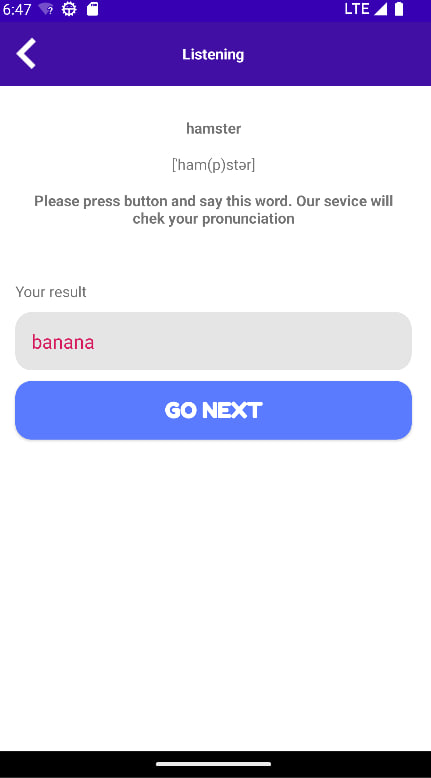 6:47 LTE
Listening
hamster
['ham(p)stər]
Please press button and say this word. Our sevice will
chek your pronunciation
Your result
banana
GO NEXT